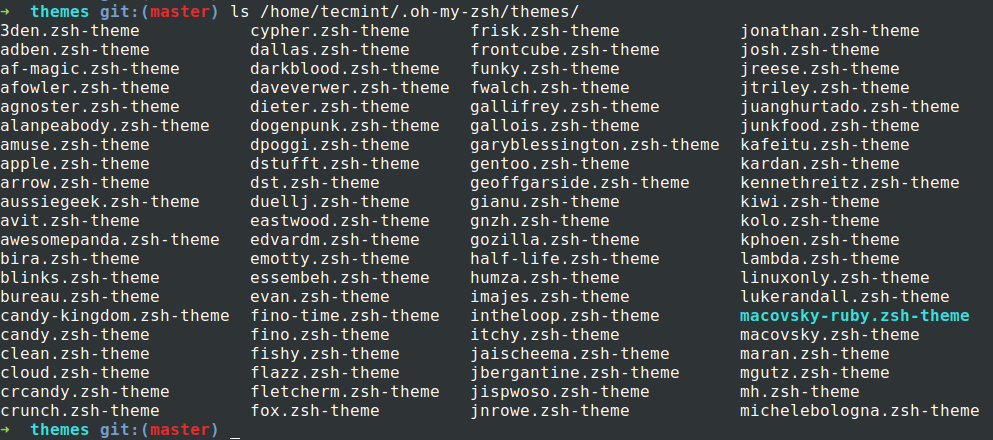 ➜  themes git:(master) ls /home/tecmint/.oh-my-zsh/themes/
3den.zsh-theme           cypher.zsh-theme      frisk.zsh-theme            jonathan.zsh-theme
adben.zsh-theme          dallas.zsh-theme      frontcube.zsh-theme        josh.zsh-theme
af-magic.zsh-theme       darkblood.zsh-theme   funky.zsh-theme            jreese.zsh-theme
afowler.zsh-theme        daveverwer.zsh-theme  fwalch.zsh-theme           jtriley.zsh-theme
agnoster.zsh-theme       dieter.zsh-theme      gallifrey.zsh-theme        juanghurtado.zsh-theme
alanpeabody.zsh-theme    dogenpunk.zsh-theme   gallois.zsh-theme          junkfood.zsh-theme
amuse.zsh-theme          dpoggi.zsh-theme      garyblessington.zsh-theme  kafeitu.zsh-theme
apple.zsh-theme          dstufft.zsh-theme     gentoo.zsh-theme           kardan.zsh-theme
arrow.zsh-theme          dst.zsh-theme         geoffgarside.zsh-theme     kennethreitz.zsh-theme
aussiegeek.zsh-theme     duellj.zsh-theme      gianu.zsh-theme            kiwi.zsh-theme
avit.zsh-theme           eastwood.zsh-theme    gnzh.zsh-theme             kolo.zsh-theme
awesomepanda.zsh-theme   edvardm.zsh-theme     gozilla.zsh-theme          kphoen.zsh-theme
bira.zsh-theme           emotty.zsh-theme      half-life.zsh-theme        lambda.zsh-theme
blinks.zsh-theme         essembeh.zsh-theme    humza.zsh-theme            linuxonly.zsh-theme
bureau.zsh-theme         evan.zsh-theme        imajes.zsh-theme           lukerandall.zsh-theme
candy-kingdom.zsh-theme  fino-time.zsh-theme   intheloop.zsh-theme        macovsky-ruby.zsh-theme
candy.zsh-theme          fino.zsh-theme        itchy.zsh-theme            macovsky.zsh-theme
clean.zsh-theme          fishy.zsh-theme       jaischeema.zsh-theme       maran.zsh-theme
cloud.zsh-theme          flazz.zsh-theme       jbergantine.zsh-theme      mgutz.zsh-theme
crcandy.zsh-theme        fletcherm.zsh-theme   jispwoso.zsh-theme         mh.zsh-theme
crunch.zsh-theme         fox.zsh-theme         jnrowe.zsh-theme           michelebologna.zsh-theme
➜  themes git:(master) _